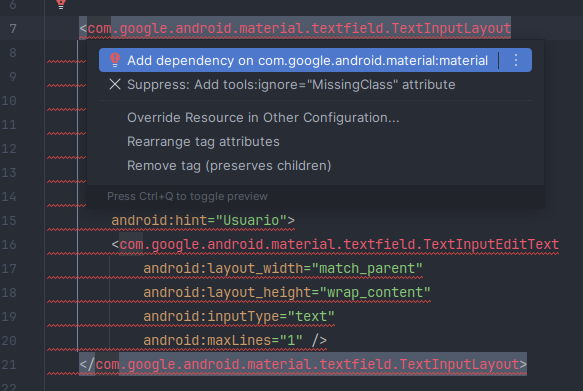 6
7 <com.google.android.material.textfield.TextInputLayout
8
Add dependency on com.google.android.material:material
9
Suppress: Add tools:ignore="MissingClass" attribute
10
11
Override Resource in Other Configuration...
12
Rearrange tag attributes
13
Remove tag (preserves children)
14
Press Ctrl+Q to toggle preview
15 android:hint="Usuario">
16 <com.google.android.material.textfield.TextInputEditText
17 android:layout_width="match_parent"
18 android:layout_height="wrap_content"
19 android:inputType="text"
20 android:maxLines="1" />
21 </com.google.android.material.textfield.TextInputLayout>
22